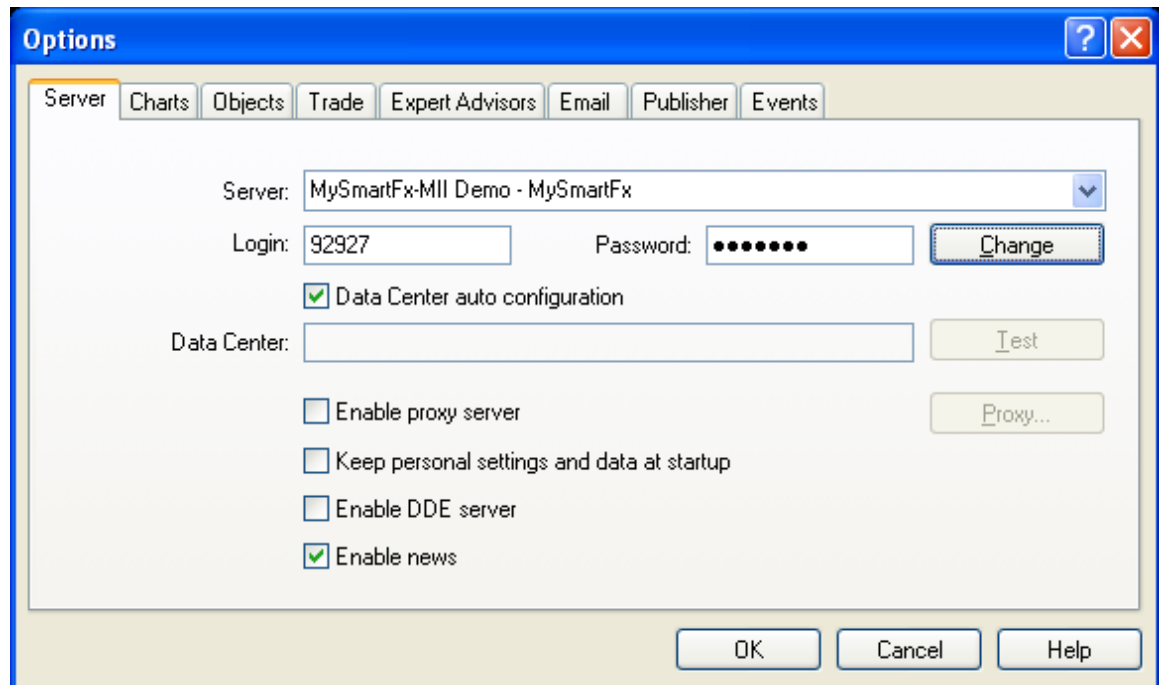 Options
Server Charts Objects Trade Expert Advisors Email Publisher Events
Server: MySmartFx-MII Demo - MySmartFx
Login: 92927 Password: ●●●●●●● Change
Data Center auto configuration
Data Center: Test
Enable proxy server Proxy...
Keep personal settings and data at startup
Enable DDE server
Enable news
OK Cancel Help